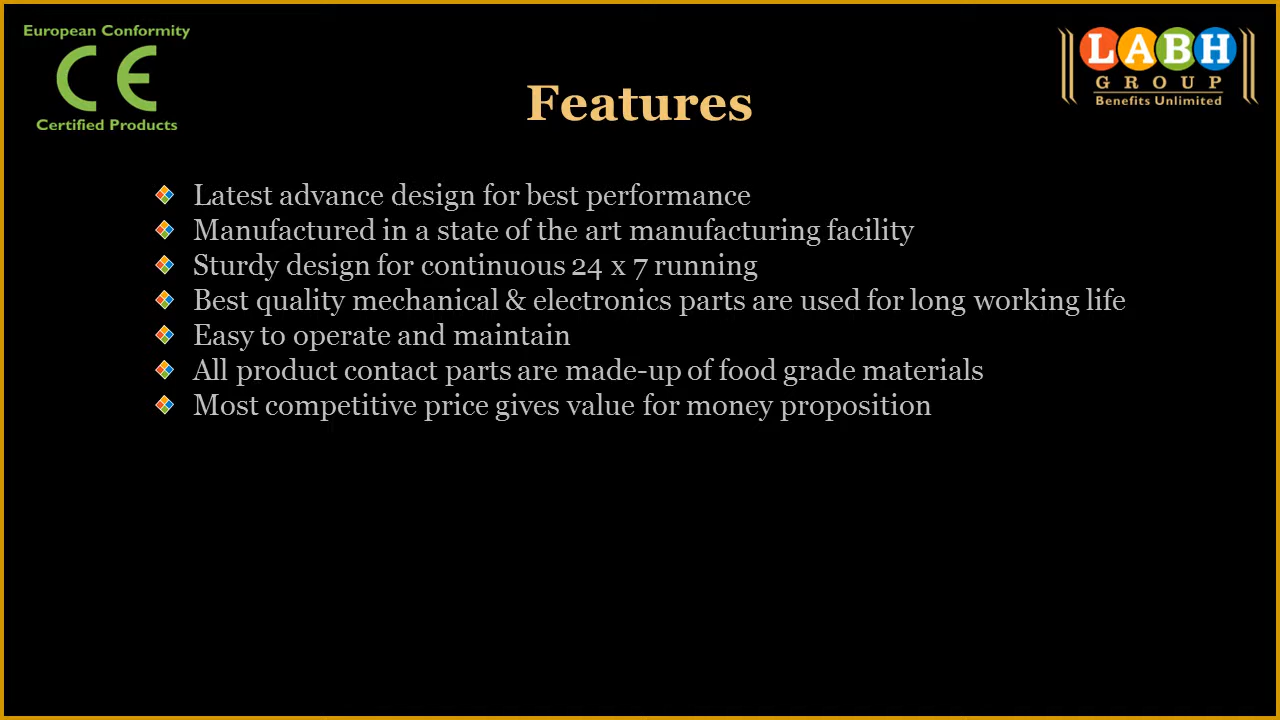 European Conformity
CE
Certified Products
LABH
GROUP
Benefits Unlimited
Features
Latest advance design for best performance
Manufactured in a state of the art manufacturing facility
Sturdy design for continuous 24 x 7 running
Best quality mechanical & electronics parts are used for long working life
Easy to operate and maintain
All product contact parts are made-up of food grade materials
Most competitive price gives value for money proposition